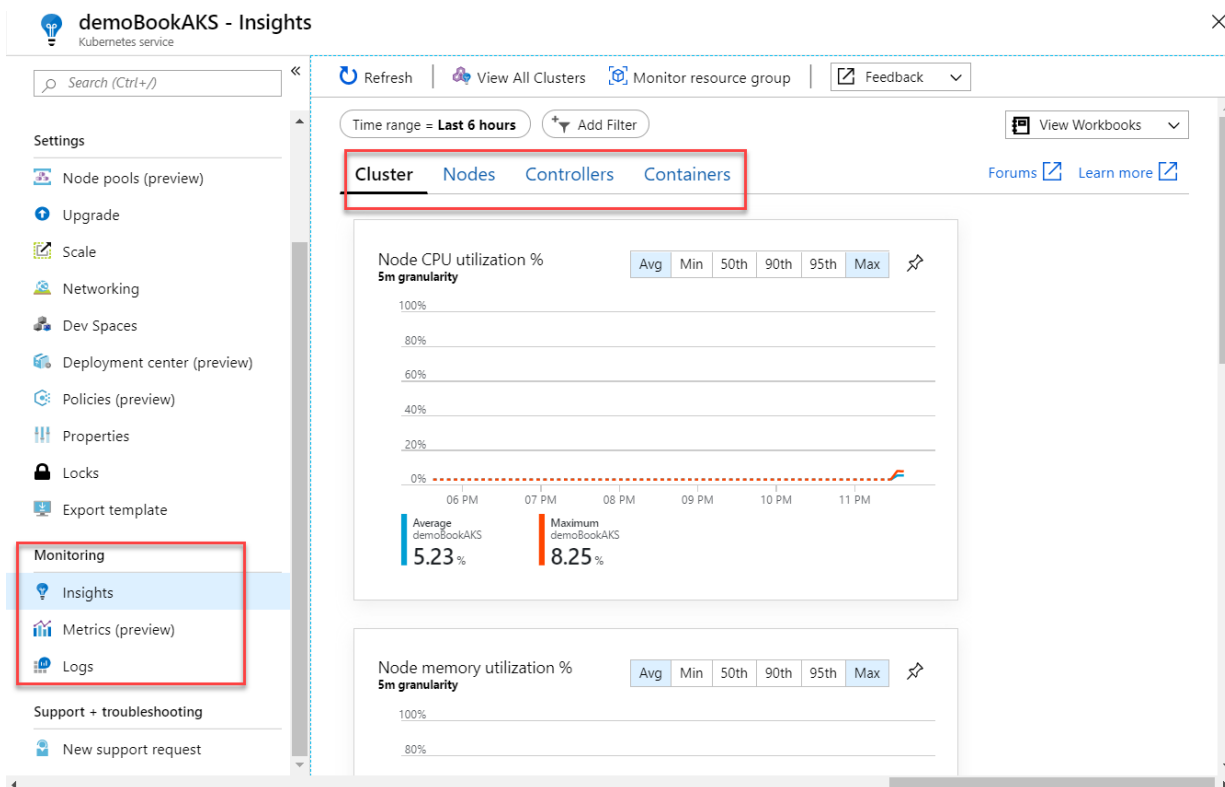 demoBookAKS - Insights
Kubernetes service
Search (Ctrl+/)
«
Settings
Node pools (preview)
Upgrade
Scale
Networking
Dev Spaces
Deployment center (preview)
Policies (preview)
Properties
Locks
Export template
Monitoring
Insights
Metrics (preview)
Logs
Support + troubleshooting
New support request
Refresh
View All Clusters
Monitor resource group
Feedback
Time range = Last 6 hours
Add Filter
View Workbooks
Cluster Nodes Controllers Containers
Forums Learn more
Node CPU utilization %
5m granularity
Avg Min 50th 90th 95th Max
100%
80%
60%
40%
20%
0%
06 PM 07 PM 08 PM 09 PM 10 PM 11 PM
Average
demoBookAKS
5.23 %
Maximum
demoBookAKS
8.25 %
Node memory utilization %
5m granularity
Avg Min 50th 90th 95th Max
100%
80%